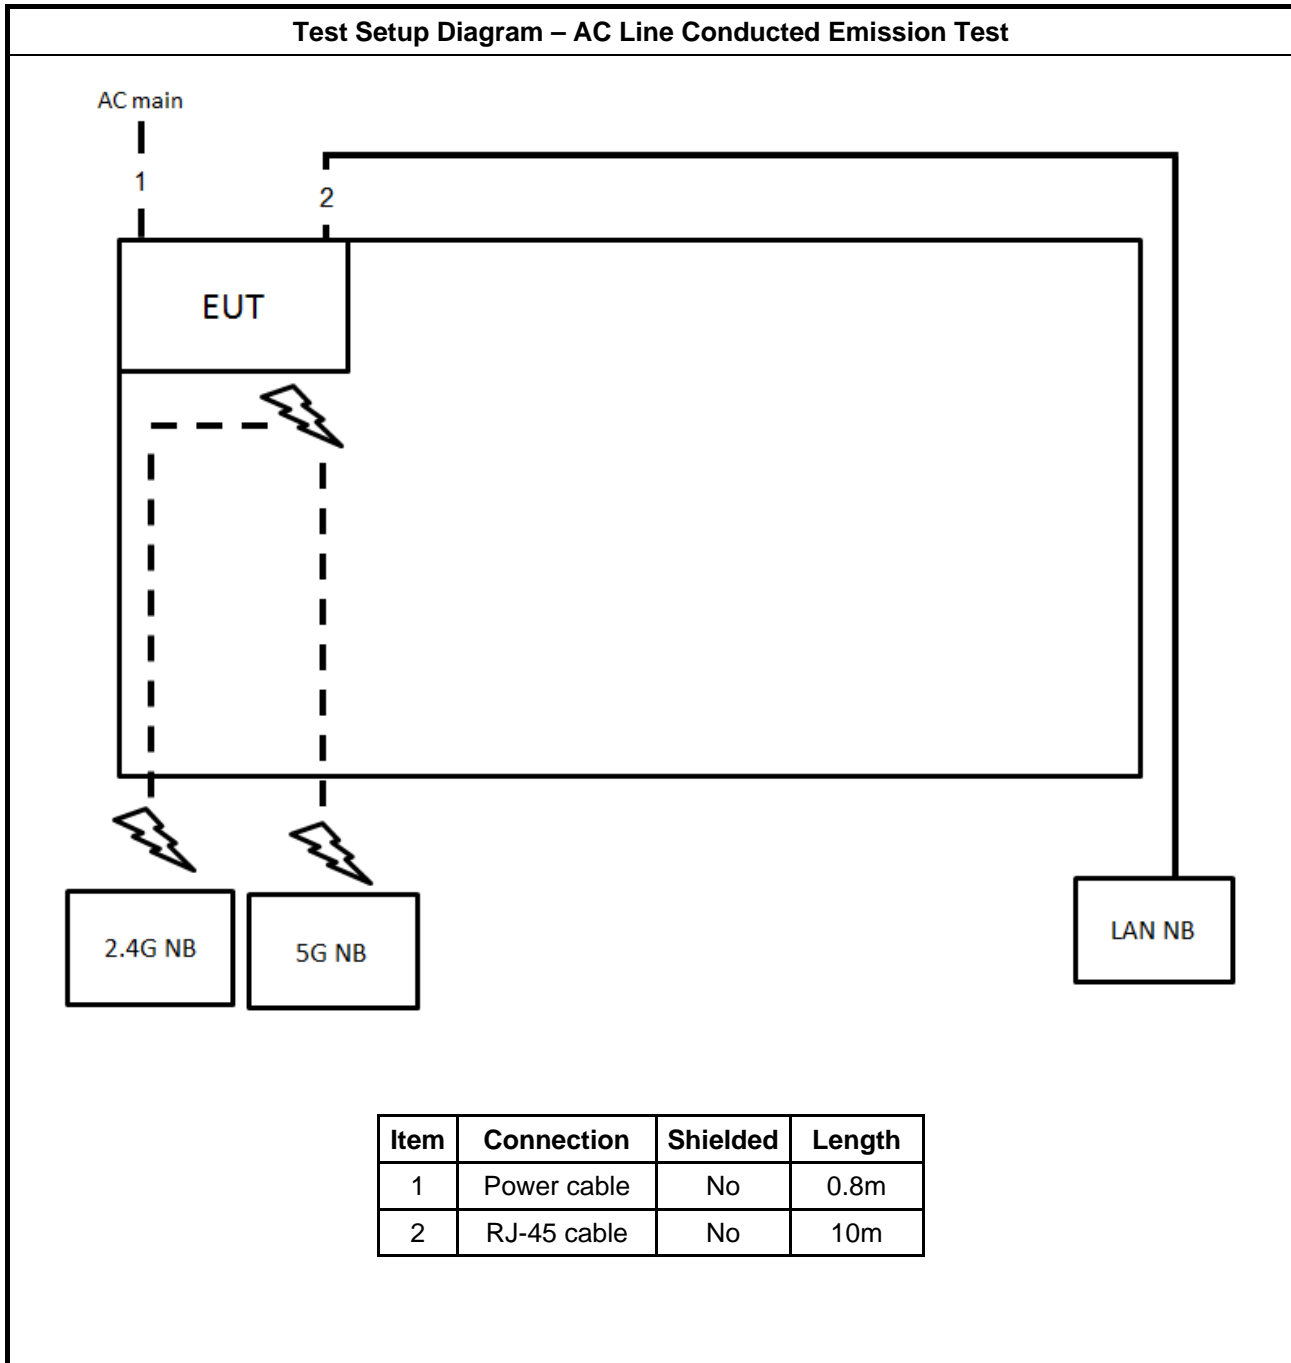 Test Setup Diagram – AC Line Conducted Emission Test
AC main
1
2
EUT
2.4G NB
5G NB
LAN NB
Item Connection Shielded Length
1 Power cable No 0.8m
2 RJ-45 cable No 10m